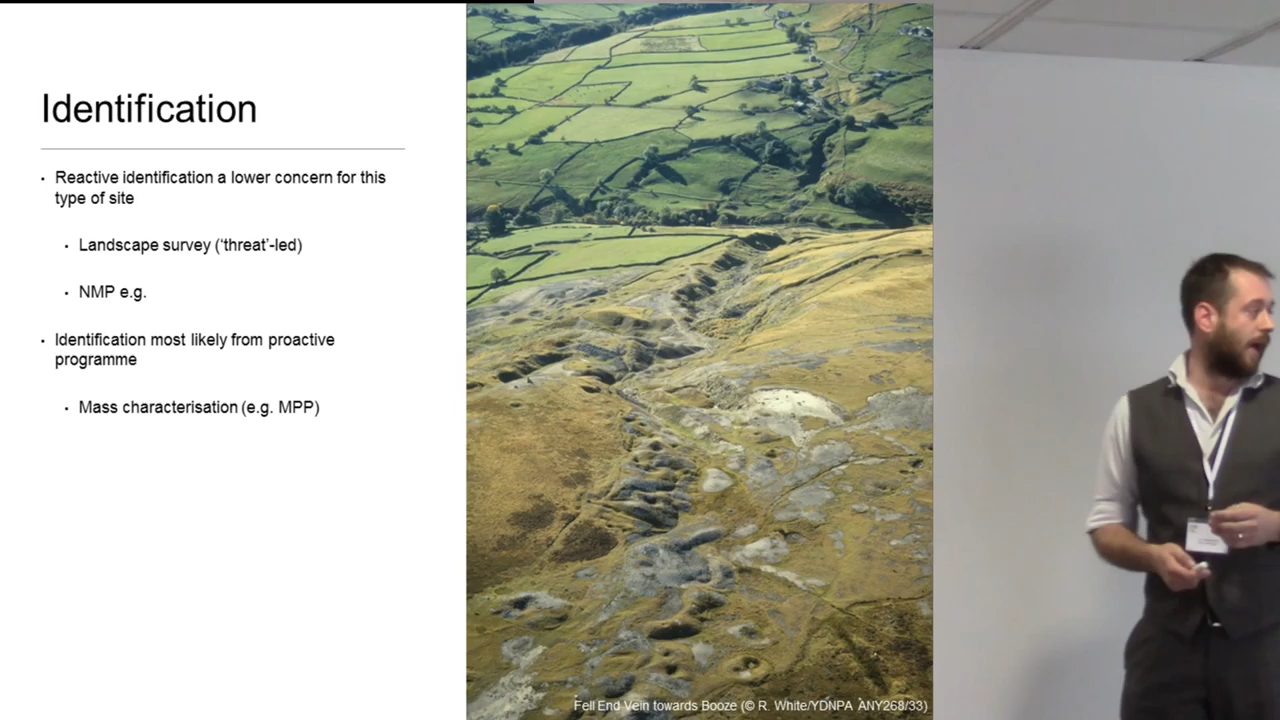 Identification
Reactive identification a lower concern for this
type of site
Landscape survey (‘threat’-led)
NMP e.g.
Identification most likely from proactive
programme
Mass characterisation (e.g. MPP)
Fell End Vein towards Booze (© R. White/YDNPA ANY268/33)